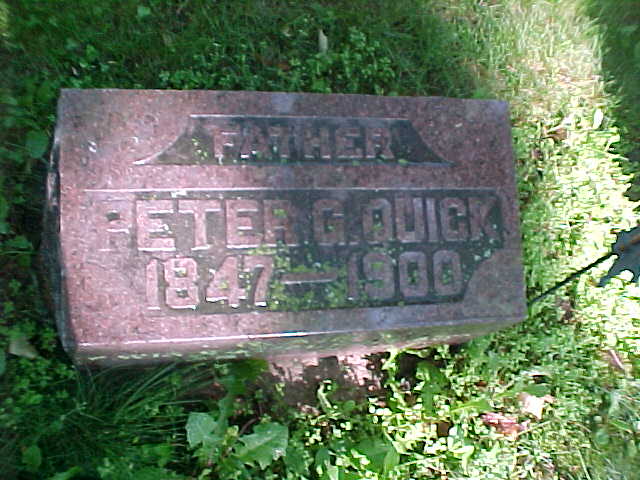 FATHER
PETER G. QUICK
1847—1900